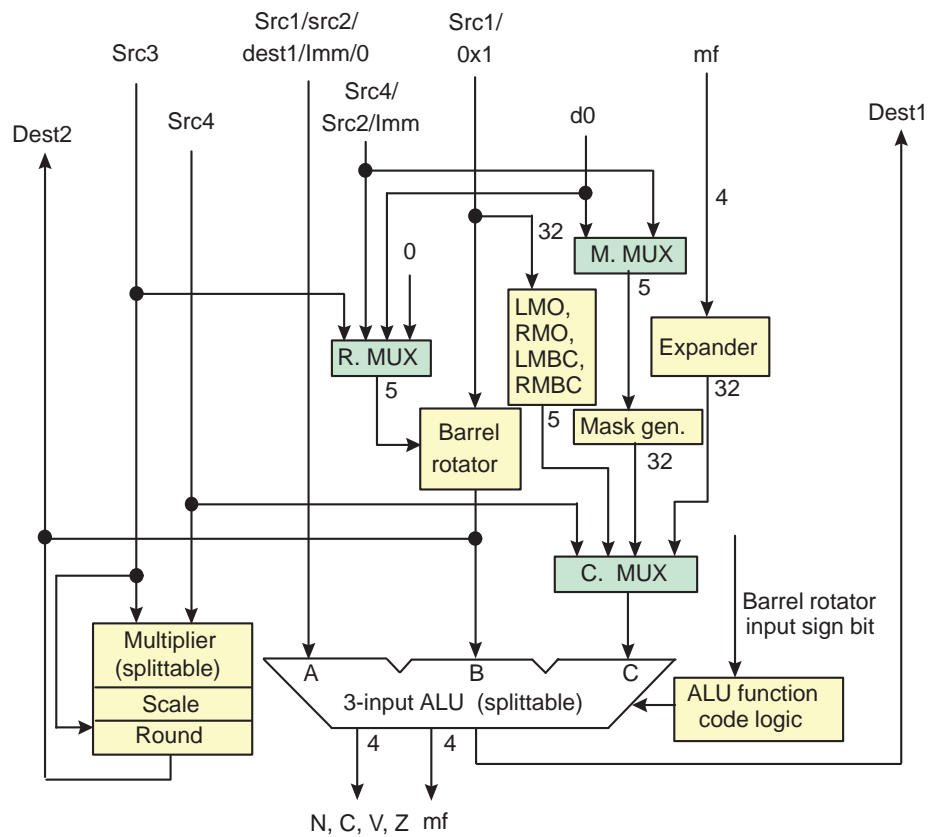 Src1/src2/
dest1/Imm/0
Src1/
0x1
Src3
mf
Src4/
Src2/Imm
Dest2
Src4
d0
Dest1
4
32
0
M. MUX
5
LMO,
RMO,
LMBC,
RMBC
Expander
R. MUX
5
32
5
Mask gen.
Barrel
rotator
32
C. MUX
Barrel rotator
input sign bit
Multiplier
(splittable)
Scale
Round
A
B
C
3-input ALU (splittable)
ALU function
code logic
4
4
N, C, V, Z
mf